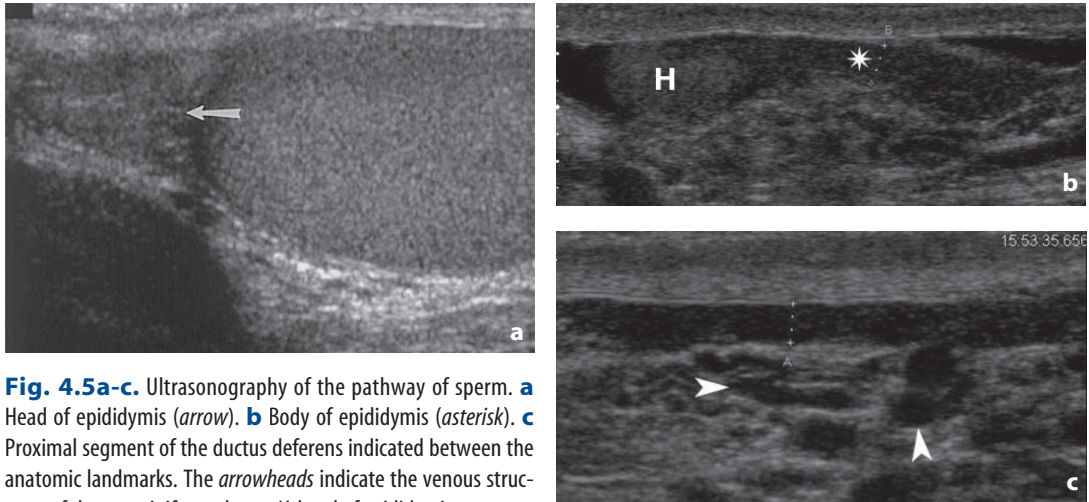 a
H
B
b
15:53:35.656
A
c
Fig. 4.5a-c. Ultrasonography of the pathway of sperm. a
Head of epididymis (arrow). b Body of epididymis (asterisk). c
Proximal segment of the ductus deferens indicated between the
anatomic landmarks. The arrowheads indicate the venous struc-